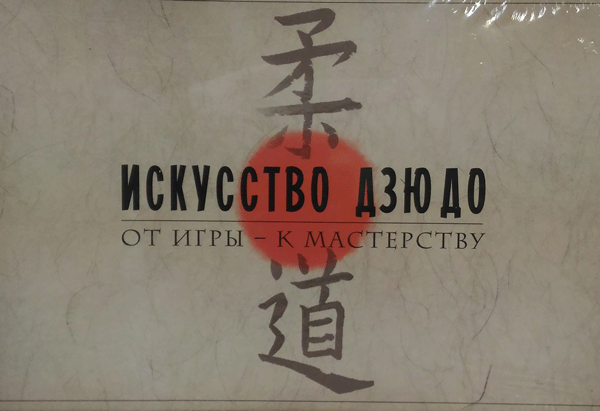 柔
ИСКУССТВО ДЗЮДО
ОТ ИГРЫ – К МАСТЕРСТВУ
道